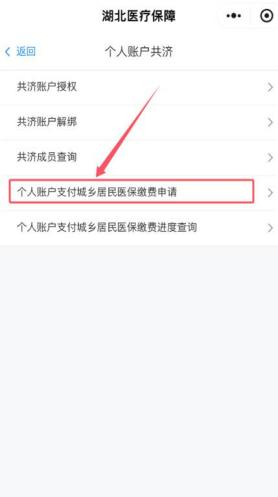 湖北医疗保障
返回
个人账户共济
共济账户授权
共济账户解绑
共济成员查询
个人账户支付城乡居民医保缴费申请
个人账户支付城乡居民医保缴费进度查询